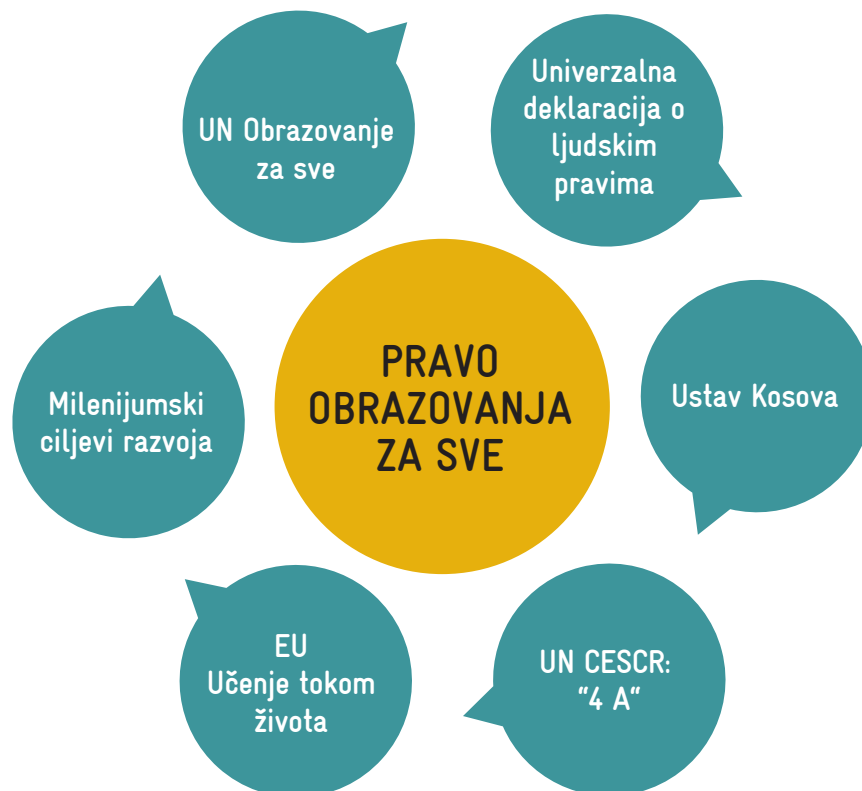 UN Obrazovanje
za sve
Univerzalna
deklaracija o
ljudskim
pravima
Milenijumski
ciljevi razvoja
PRAVO
OBRAZOVANJA
ZA SVE
Ustav Kosova
EU
Učenje tokom
života
UN CESCR:
“4 A”